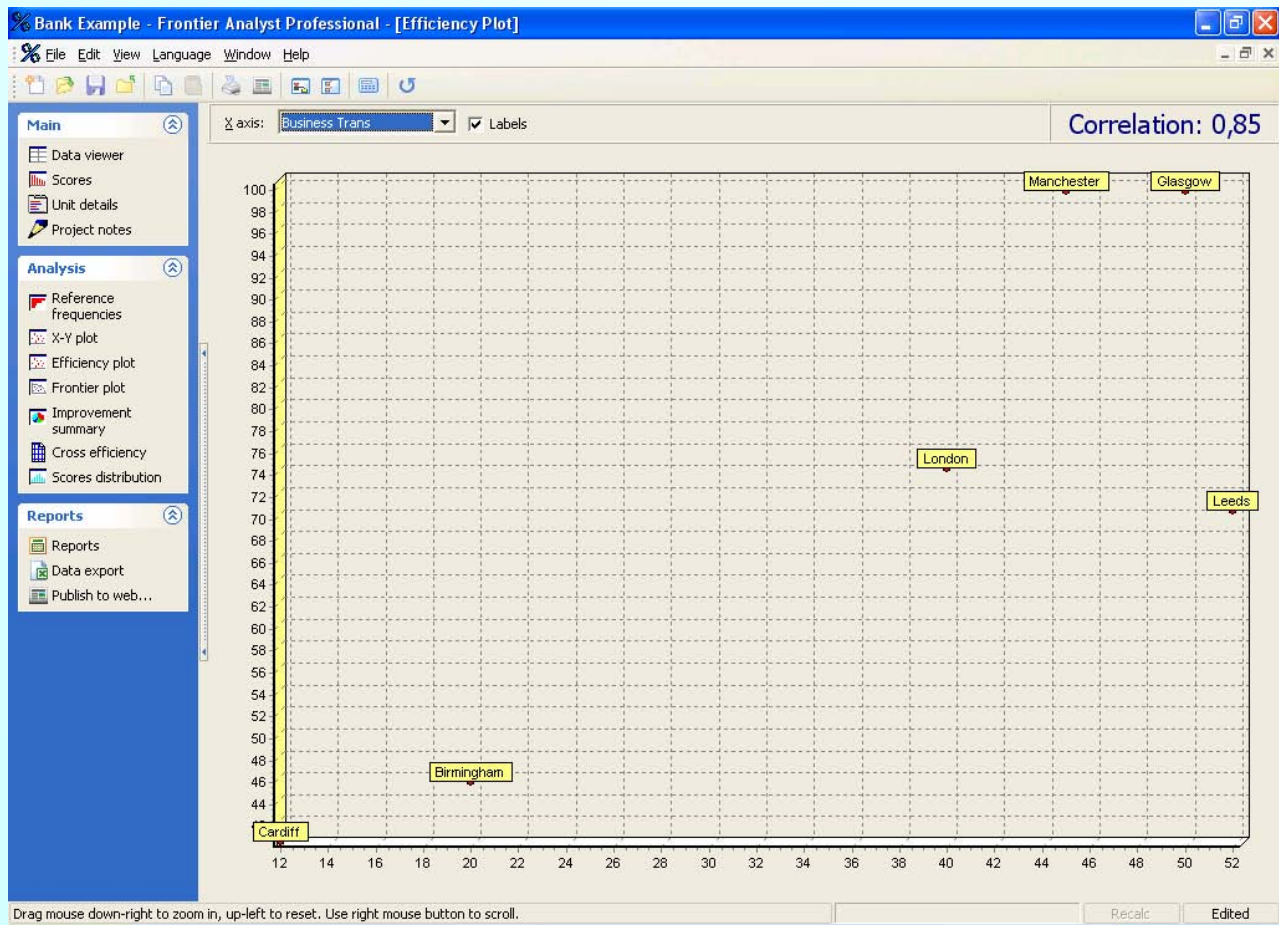 Bank Example - Frontier Analyst Professional - [Efficiency Plot]
File Edit View Language Window Help
X axis: Business Trans Labels
Correlation: 0,85
Main
Data viewer
Scores
Unit details
Project notes
Analysis
Reference
frequencies
X-Y plot
Efficiency plot
Frontier plot
Improvement
summary
Cross efficiency
Scores distribution
Reports
Reports
Data export
Publish to web...
100
98
96
94
92
90
88
86
84
82
80
78
76
74
72
70
68
66
64
62
60
58
56
54
52
50
48
46
44
Manchester
Glasgow
London
Leeds
Birmingham
Cardiff
12 14 16 18 20 22 24 26 28 30 32 34 36 38 40 42 44 46 48 50 52
Drag mouse down-right to zoom in, up-left to reset. Use right mouse button to scroll.
Recalc
Edited